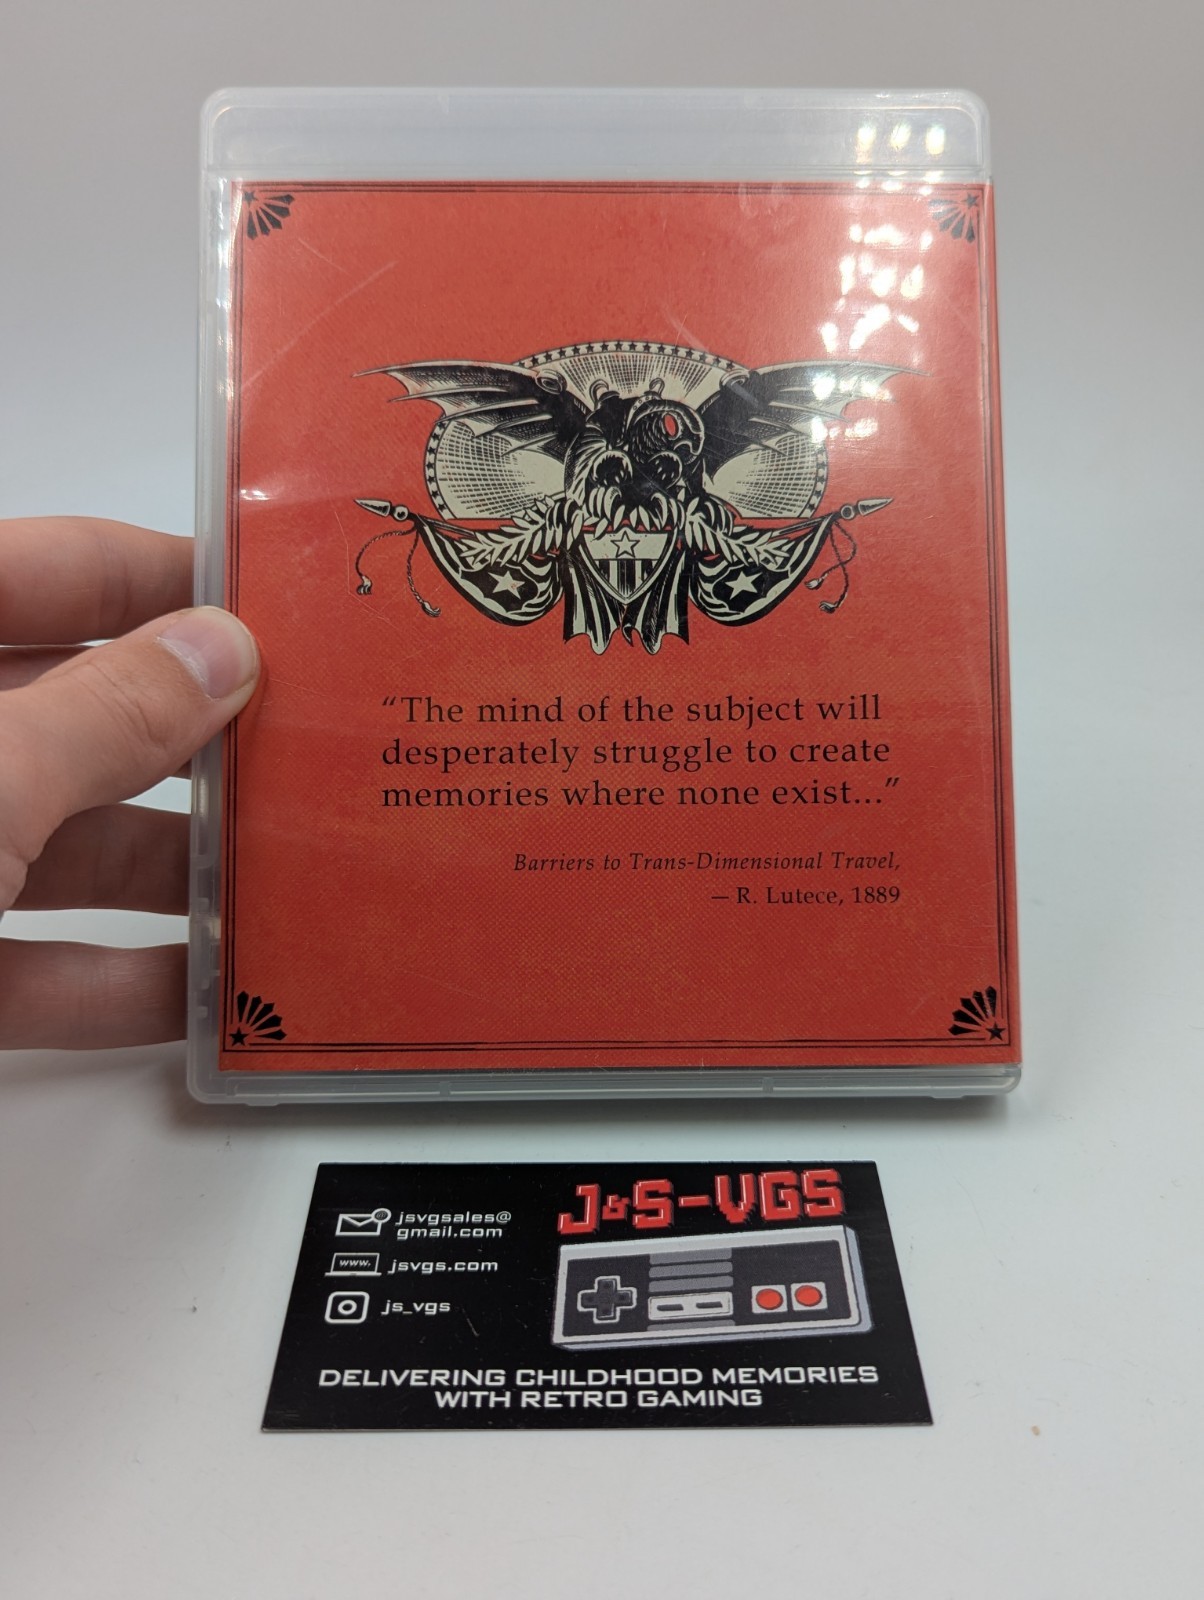 “The mind of the subject will
desperately struggle to create
memories where none exist...”
Barriers to Trans-Dimensional Travel,
— R. Lutece, 1889
J&S-VGS
jsvgsales@
gmail.com
www.
jsvgs.com
js_vgs
DELIVERING CHILDHOOD MEMORIES
WITH RETRO GAMING